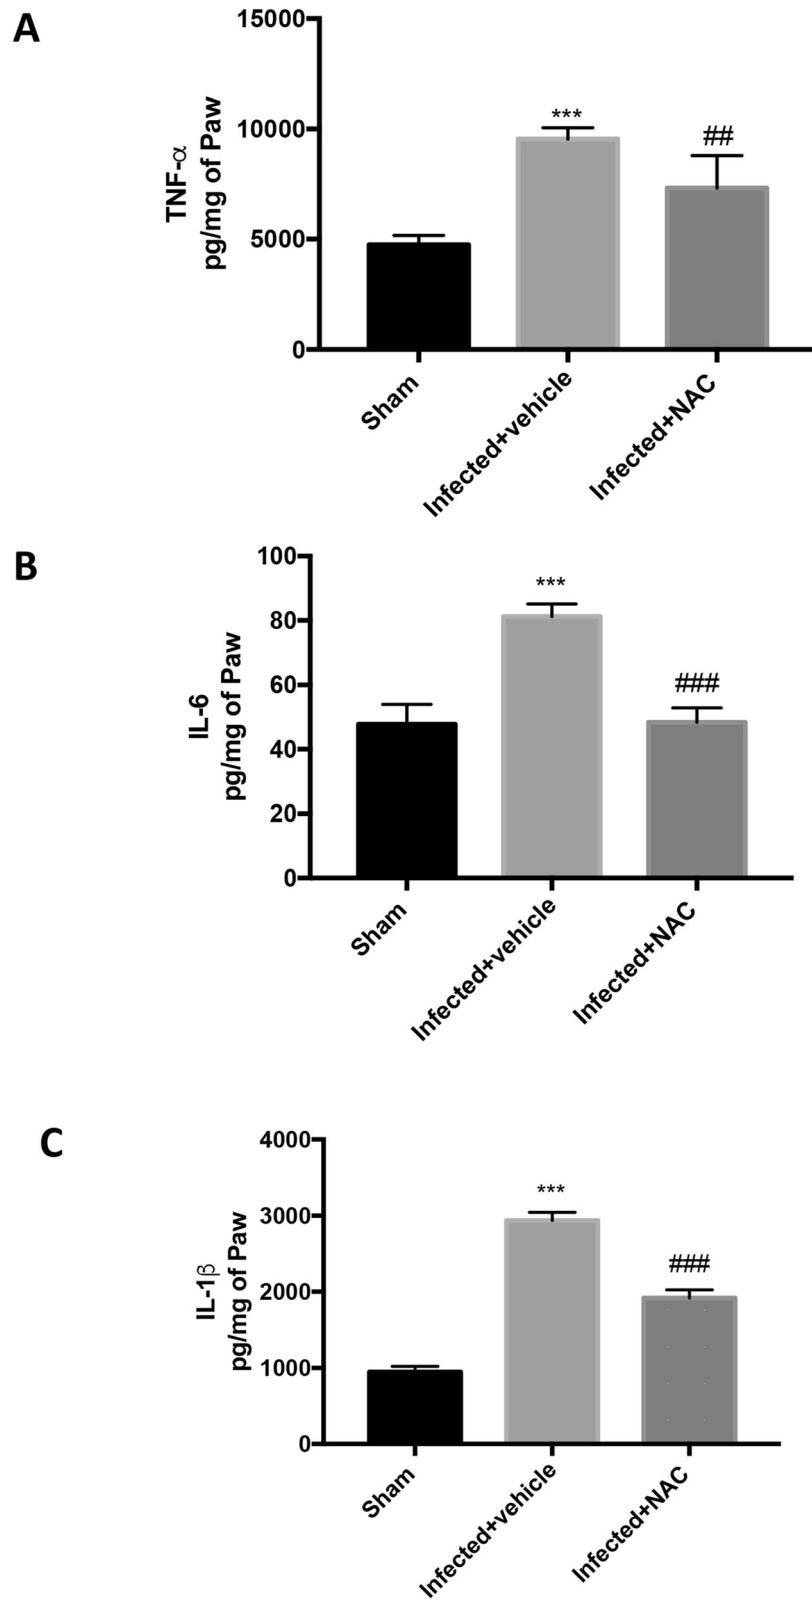 A
TNF-α
pg/mg of Paw
15000
10000
5000
0
***
##
Sham
Infected+vehicle
Infected+NAC
B
IL-6
pg/mg of Paw
100
80
60
40
20
0
***
###
Sham
Infected+vehicle
Infected+NAC
C
IL-1β
pg/mg of Paw
4000
3000
2000
1000
0
***
###
Sham
Infected+vehicle
Infected+NAC